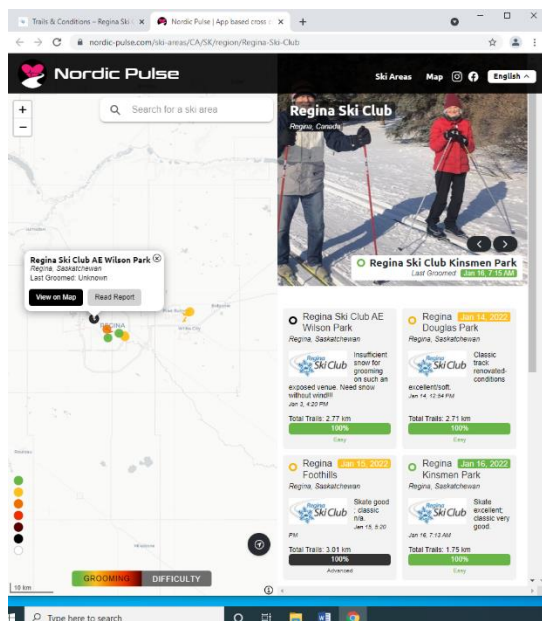 Trails & Conditions – Regina Ski
Nordic Pulse | App based cross
nordic-pulse.com/ski-areas/CA/SK/region/Regina-Ski-Club
Nordic Pulse
Ski Areas
Map
English
+
−
Search for a ski area
Regina Ski Club
Regina, Canada
Regina Ski Club Kinsmen Park
Last Groomed Jan 16, 7:15 AM
Regina Ski Club AE Wilson Park
Regina, Saskatchewan
Last Groomed: Unknown
View on Map
Read Report
REGINA
White City
Regina Ski Club AE
Wilson Park
Regina, Saskatchewan
Regina
Ski Club
Insufficient
snow for
grooming
on such an
exposed venue. Need snow
without wind!!!
Jan 3, 4:20 PM
Total Trails: 2.77 km
100%
Easy
Regina Jan 14, 2022
Douglas Park
Regina, Saskatchewan
Regina
Ski Club
Classic
track
renovated-
conditions
excellent/soft.
Jan 14, 12:54 PM
Total Trails: 2.71 km
100%
Easy
Regina Jan 15, 2022
Foothills
Regina, Saskatchewan
Regina
Ski Club
Skate good
; classic
n/a.
Jan 15, 5:20
PM
Total Trails: 3.01 km
100%
Advanced
Regina Jan 16, 2022
Kinsmen Park
Regina, Saskatchewan
Regina
Ski Club
Skate
excellent;
classic very
good.
Jan 16, 7:13 AM
Total Trails: 1.75 km
100%
Easy
GROOMING
DIFFICULTY
10 km
Type here to search